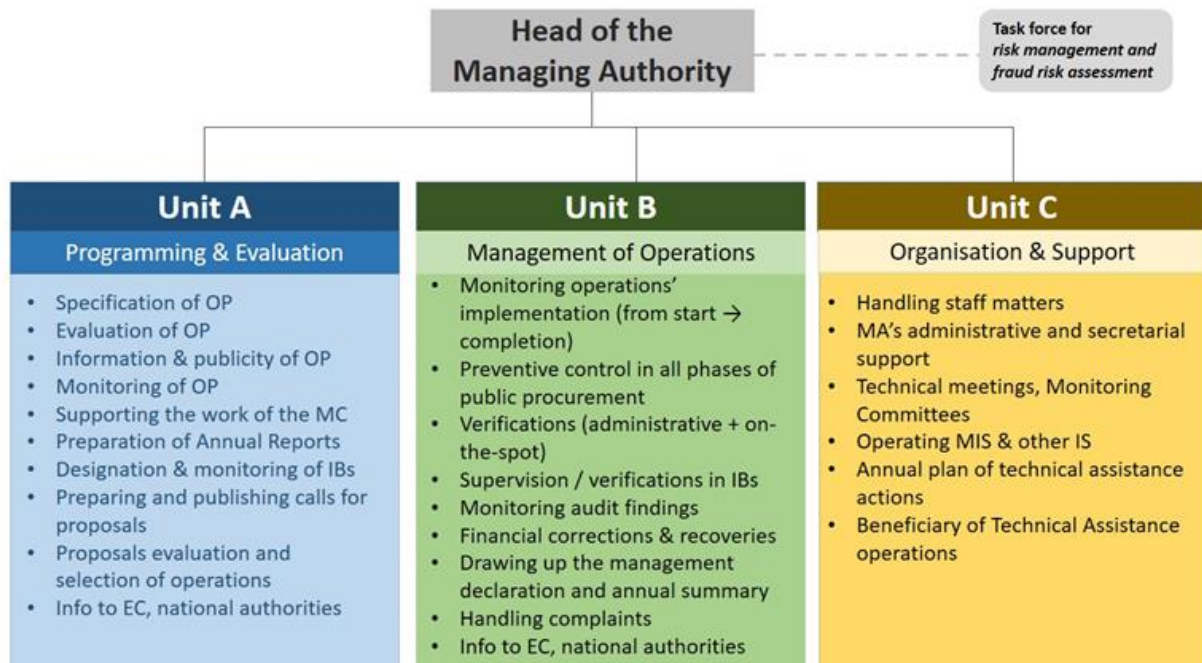 Head of the
Managing Authority
Task force for
risk management and
fraud risk assessment
Unit A
Programming & Evaluation
• Specification of OP
• Evaluation of OP
• Information & publicity of OP
• Monitoring of OP
• Supporting the work of the MC
• Preparation of Annual Reports
• Designation & monitoring of IBs
• Preparing and publishing calls for
proposals
• Proposals evaluation and
selection of operations
• Info to EC, national authorities
Unit B
Management of Operations
• Monitoring operations'
implementation (from start →
completion)
• Preventive control in all phases of
public procurement
• Verifications (administrative + on-
the-spot)
• Supervision / verifications in IBs
• Monitoring audit findings
• Financial corrections & recoveries
• Drawing up the management
declaration and annual summary
• Handling complaints
• Info to EC, national authorities
Unit C
Organisation & Support
• Handling staff matters
• MA's administrative and secretarial
support
• Technical meetings, Monitoring
Committees
• Operating MIS & other IS
• Annual plan of technical assistance
actions
• Beneficiary of Technical Assistance
operations